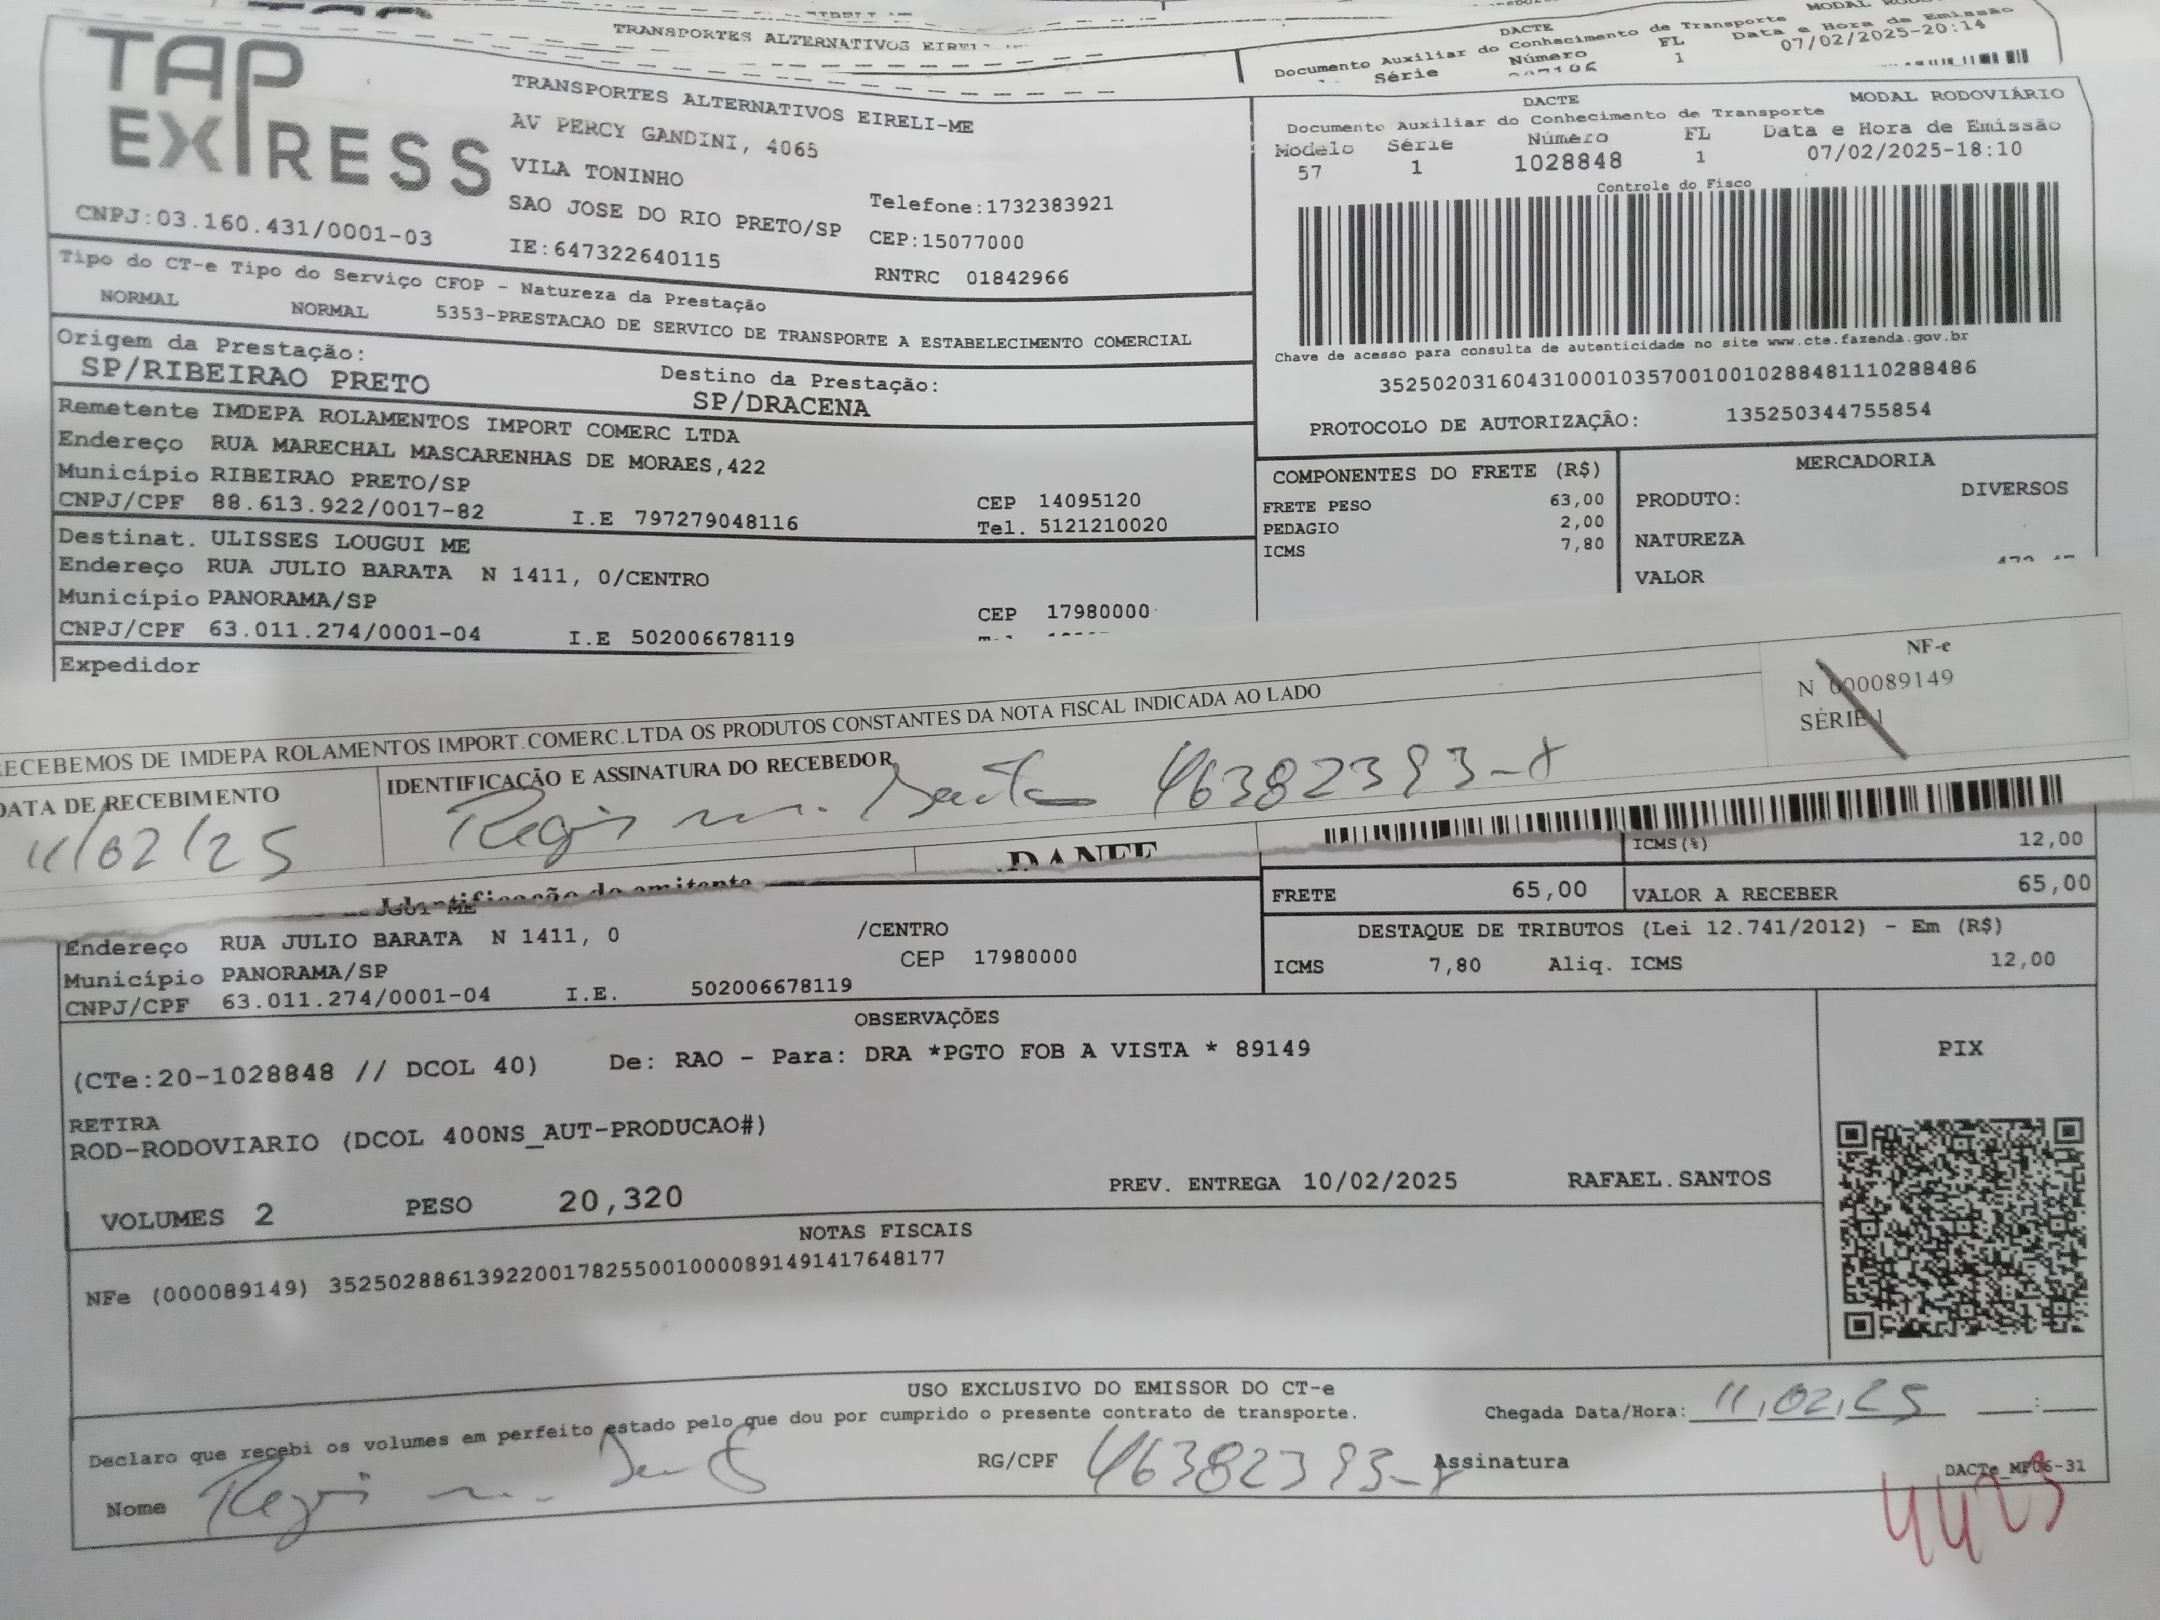 TRANSPORTES ALTERNATIVOS EIRELI
DACTE
MODAL
Documento Auxiliar do Conhecimento de Transporte
Série Número FL Data e Hora de Emissão
1 07/02/2025-20:14
TAP EXPRESS
TRANSPORTES ALTERNATIVOS EIRELI-ME
AV PERCY GANDINI, 4065
VILA TONINHO
SAO JOSE DO RIO PRETO/SP
Telefone:1732383921
CEP:15077000
CNPJ:03.160.431/0001-03
IE:647322640115
RNTRC 01842966
DACTE MODAL RODOVIÁRIO
Documento Auxiliar do Conhecimento de Transporte
Modelo Série Número FL Data e Hora de Emissão
57 1 1028848 1 07/02/2025-18:10
Controle do Fisco
Chave de acesso para consulta de autenticidade no site www.cte.fazenda.gov.br
35250203160431000103570010010288481110288486
PROTOCOLO DE AUTORIZAÇÂO: 135250344755854
Tipo do CT-e Tipo do Serviço CFOP - Natureza da Prestação
NORMAL NORMAL 5353-PRESTACAO DE SERVICO DE TRANSPORTE A ESTABELECIMENTO COMERCIAL
Origem da Prestação:
SP/RIBEIRAO PRETO
Destino da Prestação:
SP/DRACENA
Remetente IMDEPA ROLAMENTOS IMPORT COMERC LTDA
Endereço RUA MARECHAL MASCARENHAS DE MORAES,422
Município RIBEIRAO PRETO/SP CEP 14095120
CNPJ/CPF 88.613.922/0017-82 I.E 797279048116 Tel. 5121210020
Destinat. ULISSES LOUGUI ME
Endereço RUA JULIO BARATA N 1411, 0/CENTRO
Município PANORAMA/SP CEP 17980000
CNPJ/CPF 63.011.274/0001-04 I.E 502006678119
Expedidor
COMPONENTES DO FRETE (R$)
FRETE PESO 63,00
PEDAGIO 2,00
ICMS 7,80
MERCADORIA
PRODUTO: DIVERSOS
NATUREZA
VALOR
RECEBEMOS DE IMDEPA ROLAMENTOS IMPORT.COMERC.LTDA OS PRODUTOS CONSTANTES DA NOTA FISCAL INDICADA AO LADO
NF-e
N 000089149
SÉRIE 1
DATA DE RECEBIMENTO
11/02/25
IDENTIFICAÇÃO E ASSINATURA DO RECEBEDOR
DANFE
Identificação do emitente
ICMS(%) 12,00
FRETE 65,00 VALOR A RECEBER 65,00
Endereço RUA JULIO BARATA N 1411, 0 /CENTRO
Município PANORAMA/SP CEP 17980000
CNPJ/CPF 63.011.274/0001-04 I.E. 502006678119
DESTAQUE DE TRIBUTOS (Lei 12.741/2012) - Em (R$)
ICMS 7,80 Aliq. ICMS 12,00
OBSERVAÇÕES
(CTe:20-1028848 // DCOL 40) De: RAO - Para: DRA *PGTO FOB A VISTA * 89149
RETIRA
ROD-RODOVIARIO (DCOL 400NS_AUT-PRODUCAO#)
PREV. ENTREGA 10/02/2025 RAFAEL.SANTOS
VOLUMES 2 PESO 20,320
PIX
NOTAS FISCAIS
NFe (000089149) 35250288613922001782550010000891491417648177
USO EXCLUSIVO DO EMISSOR DO CT-e
Declaro que recebi os volumes em perfeito estado pelo que dou por cumprido o presente contrato de transporte.
Chegada Data/Hora: 11,02,25 __:__
Nome RG/CPF Assinatura
DACTe_MF06-31